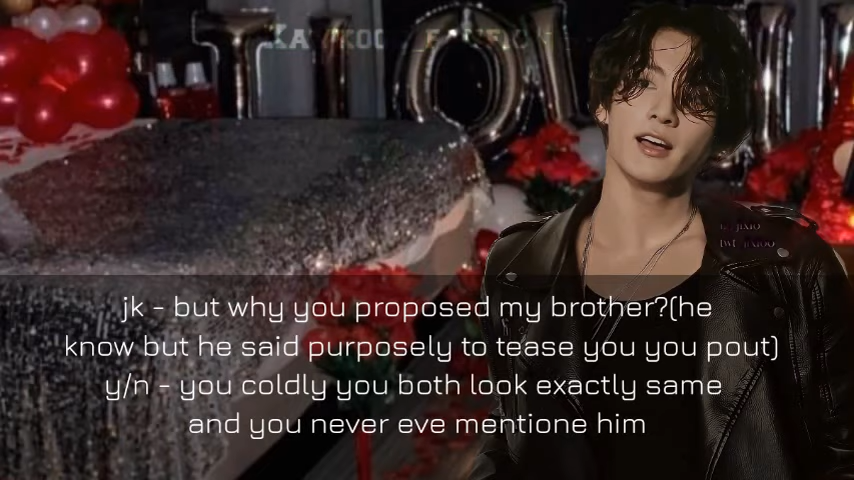 jk - but why you proposed my brother?(he
know but he said purposely to tease you you pout)
y/n - you coldly you both look exactly same
and you never eve mentione him